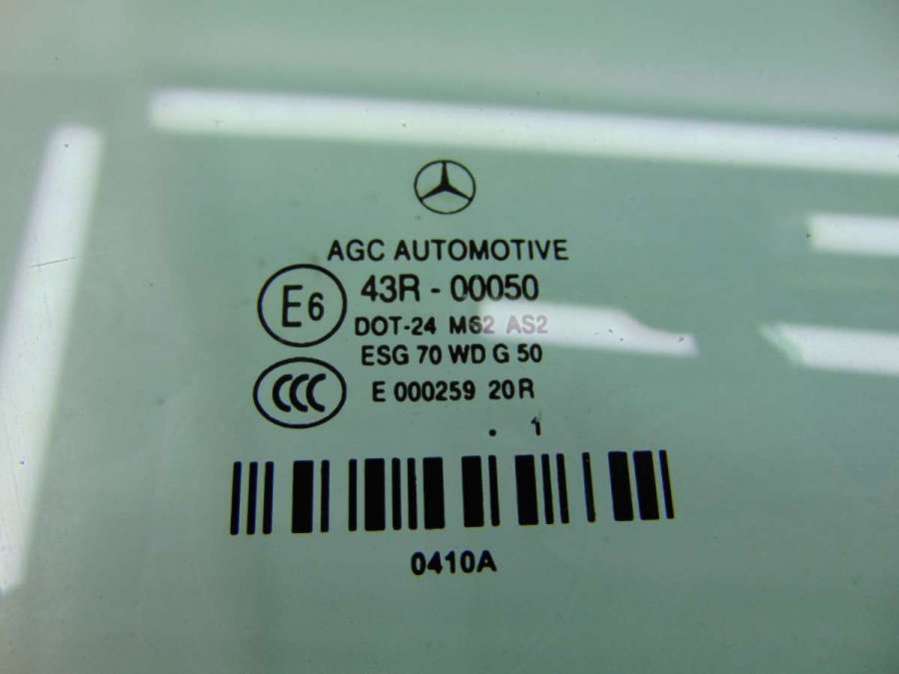 AGC AUTOMOTIVE
E6 43R - 00050
DOT-24 M62 AS2
ESG 70 WD G 50
CCC E 000259 20R
. 1
0410A